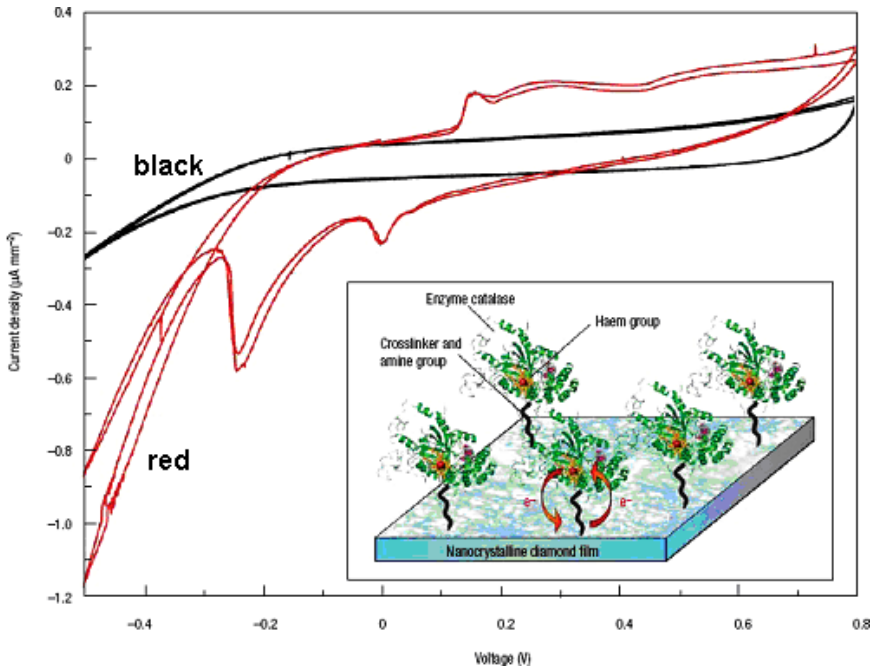 0.4
0.2
0
−0.2
−0.4
−0.6
−0.8
−1.0
−1.2
Current density (µA mm⁻²)
black
red
Enzyme catalase
Haem group
Crosslinker and
amine group
e⁻
e⁻
Nanocrystalline diamond film
−0.4
−0.2
0
0.2
0.4
0.6
0.8
Voltage (V)